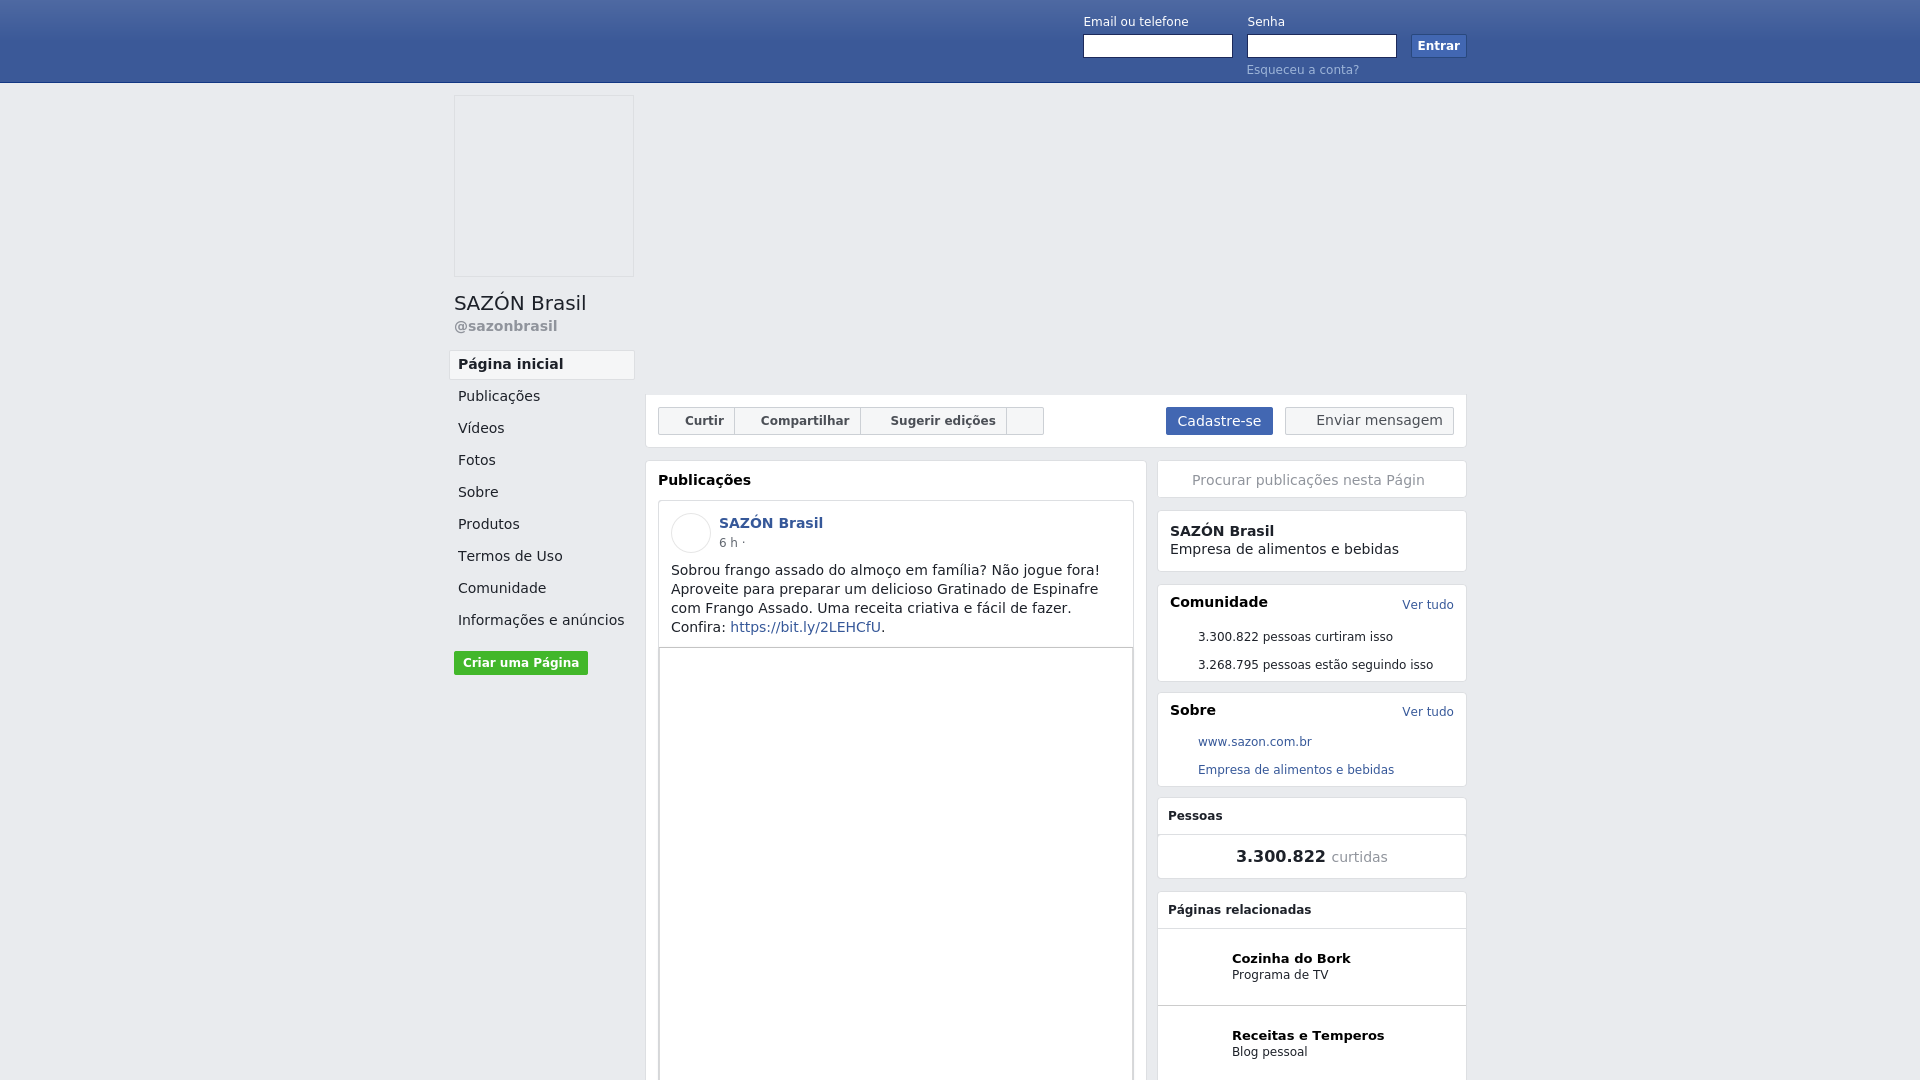 Email ou telefone
Senha
Entrar
Esqueceu a conta?
SAZÓN Brasil
@sazonbrasil
Página inicial
Publicações
Vídeos
Fotos
Sobre
Produtos
Termos de Uso
Comunidade
Informações e anúncios
Criar uma Página
Curtir
Compartilhar
Sugerir edições
Cadastre-se
Enviar mensagem
Publicações
SAZÓN Brasil
6 h ·
Sobrou frango assado do almoço em família? Não jogue fora!
Aproveite para preparar um delicioso Gratinado de Espinafre
com Frango Assado. Uma receita criativa e fácil de fazer.
Confira: https://bit.ly/2LEHCfU.
Procurar publicações nesta Págin
SAZÓN Brasil
Empresa de alimentos e bebidas
Comunidade
Ver tudo
3.300.822 pessoas curtiram isso
3.268.795 pessoas estão seguindo isso
Sobre
Ver tudo
www.sazon.com.br
Empresa de alimentos e bebidas
Pessoas
3.300.822 curtidas
Páginas relacionadas
Cozinha do Bork
Programa de TV
Receitas e Temperos
Blog pessoal